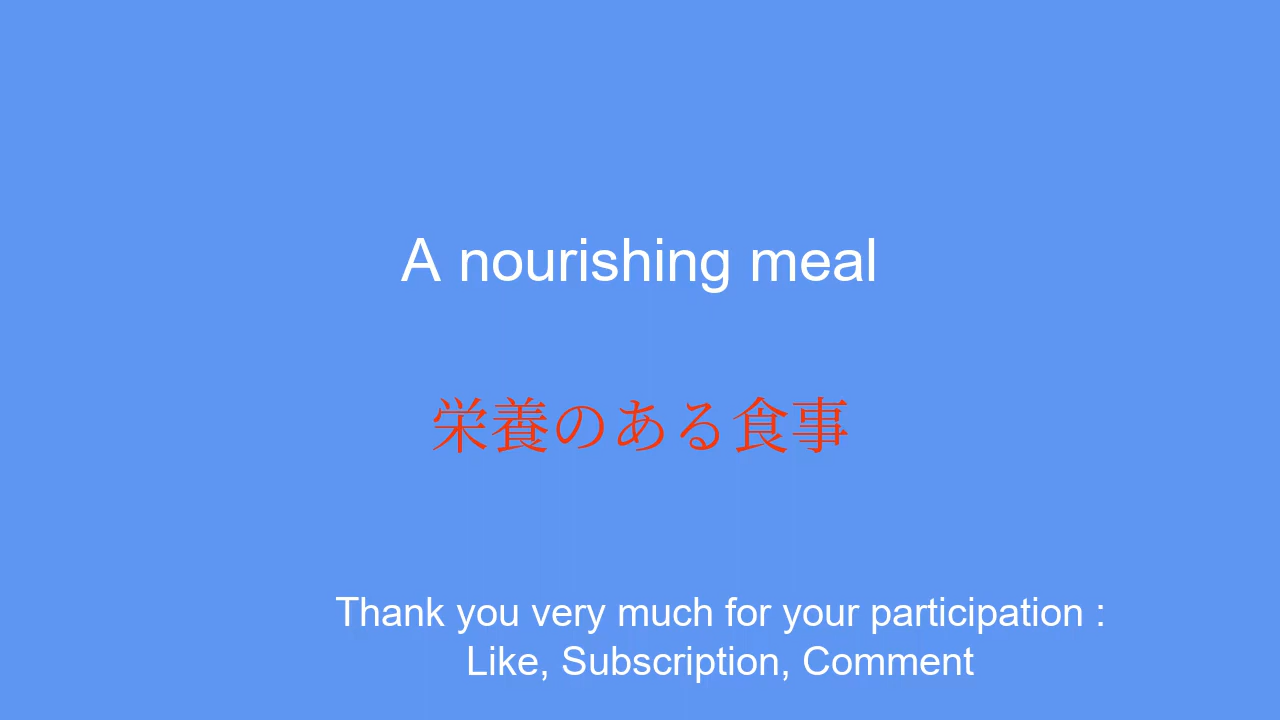 A nourishing meal
栄養のある食事
Thank you very much for your participation :
Like, Subscription, Comment